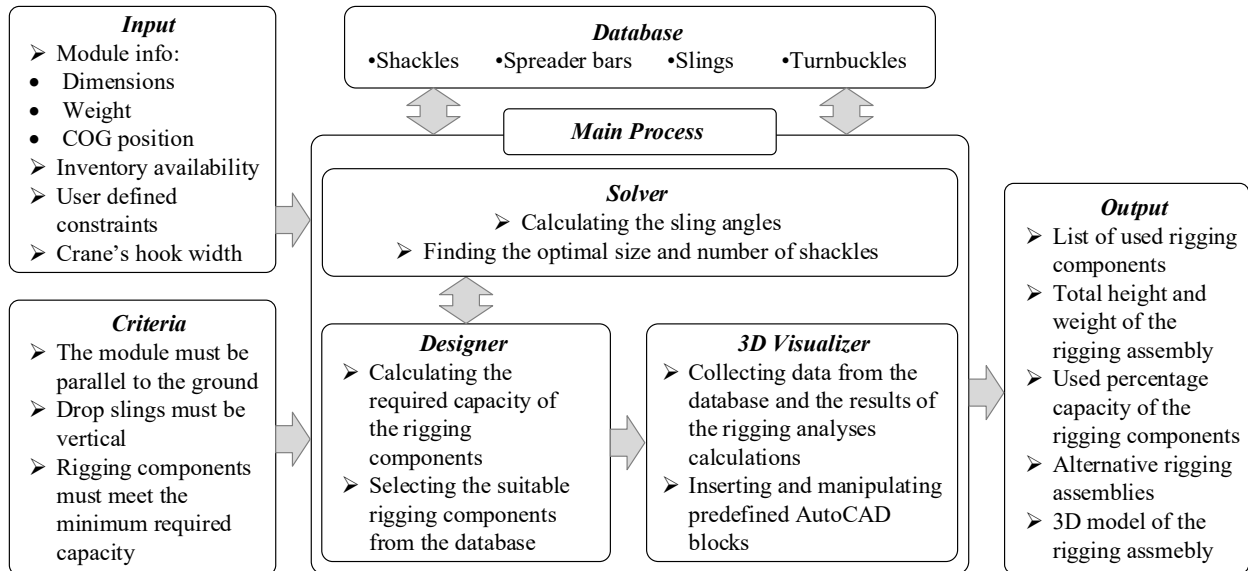 Input
➢ Module info:
• Dimensions
• Weight
• COG position
➢ Inventory availability
➢ User defined
constraints
➢ Crane's hook width
Criteria
➢ The module must be
parallel to the ground
➢ Drop slings must be
vertical
➢ Rigging components
must meet the
minimum required
capacity
Database
•Shackles •Spreader bars •Slings •Turnbuckles
Main Process
Solver
➢ Calculating the sling angles
➢ Finding the optimal size and number of shackles
Designer
➢ Calculating the
required capacity of
the rigging
components
➢ Selecting the suitable
rigging components
from the database
3D Visualizer
➢ Collecting data from the
database and the results of
the rigging analyses
calculations
➢ Inserting and manipulating
predefined AutoCAD
blocks
Output
➢ List of used rigging
components
➢ Total height and
weight of the
rigging assembly
➢ Used percentage
capacity of the
rigging components
➢ Alternative rigging
assemblies
➢ 3D model of the
rigging assmebly